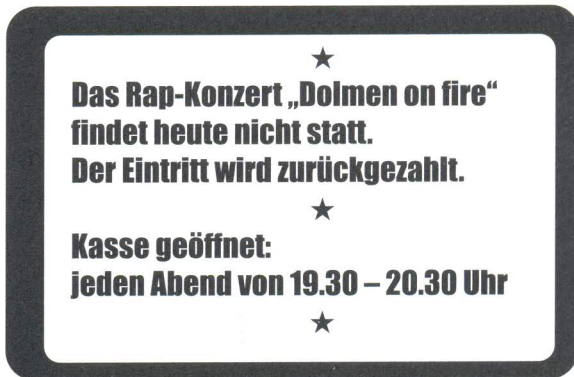 Das Rap-Konzert „Dolmen on fire“
findet heute nicht statt.
Der Eintritt wird zurückgezahlt.
Kasse geöffnet:
jeden Abend von 19.30 – 20.30 Uhr